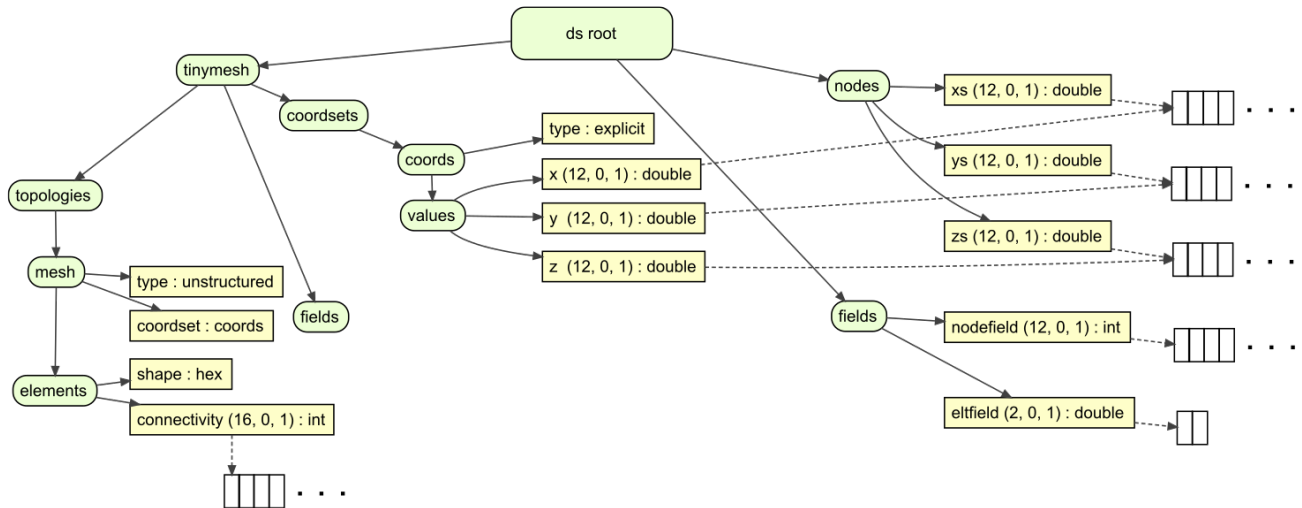 ds root
tinymesh
nodes
xs (12, 0, 1) : double
coordsets
type : explicit
coords
ys (12, 0, 1) : double
x (12, 0, 1) : double
topologies
values
y  (12, 0, 1) : double
zs (12, 0, 1) : double
z  (12, 0, 1) : double
mesh
type : unstructured
fields
fields
coordset : coords
nodefield (12, 0, 1) : int
shape : hex
elements
connectivity (16, 0, 1) : int
eltfield (2, 0, 1) : double